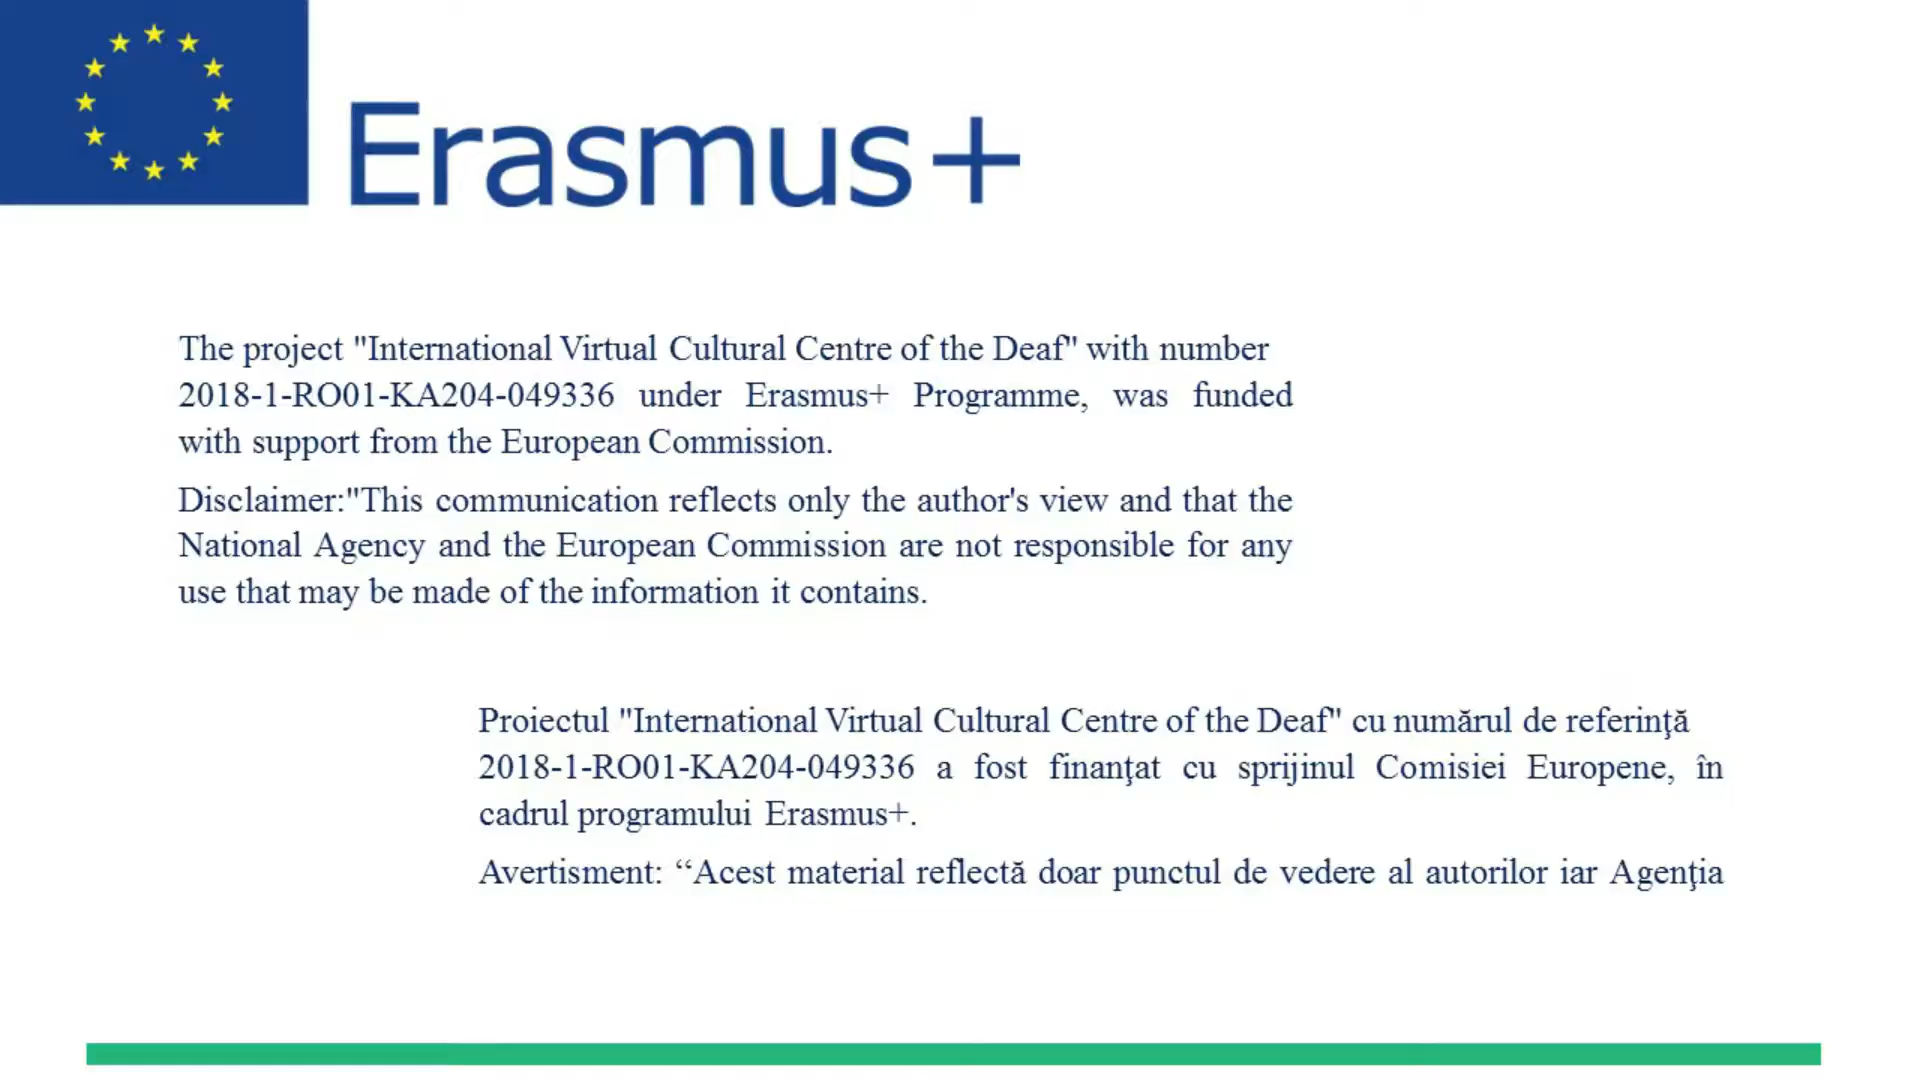 Erasmus+
The project "International Virtual Cultural Centre of the Deaf" with number
2018-1-RO01-KA204-049336 under Erasmus+ Programme, was funded
with support from the European Commission.
Disclaimer:"This communication reflects only the author's view and that the
National Agency and the European Commission are not responsible for any
use that may be made of the information it contains.
Proiectul "International Virtual Cultural Centre of the Deaf" cu numărul de referinţă
2018-1-RO01-KA204-049336 a fost finanţat cu sprijinul Comisiei Europene, în
cadrul programului Erasmus+.
Avertisment: “Acest material reflectă doar punctul de vedere al autorilor iar Agenţia